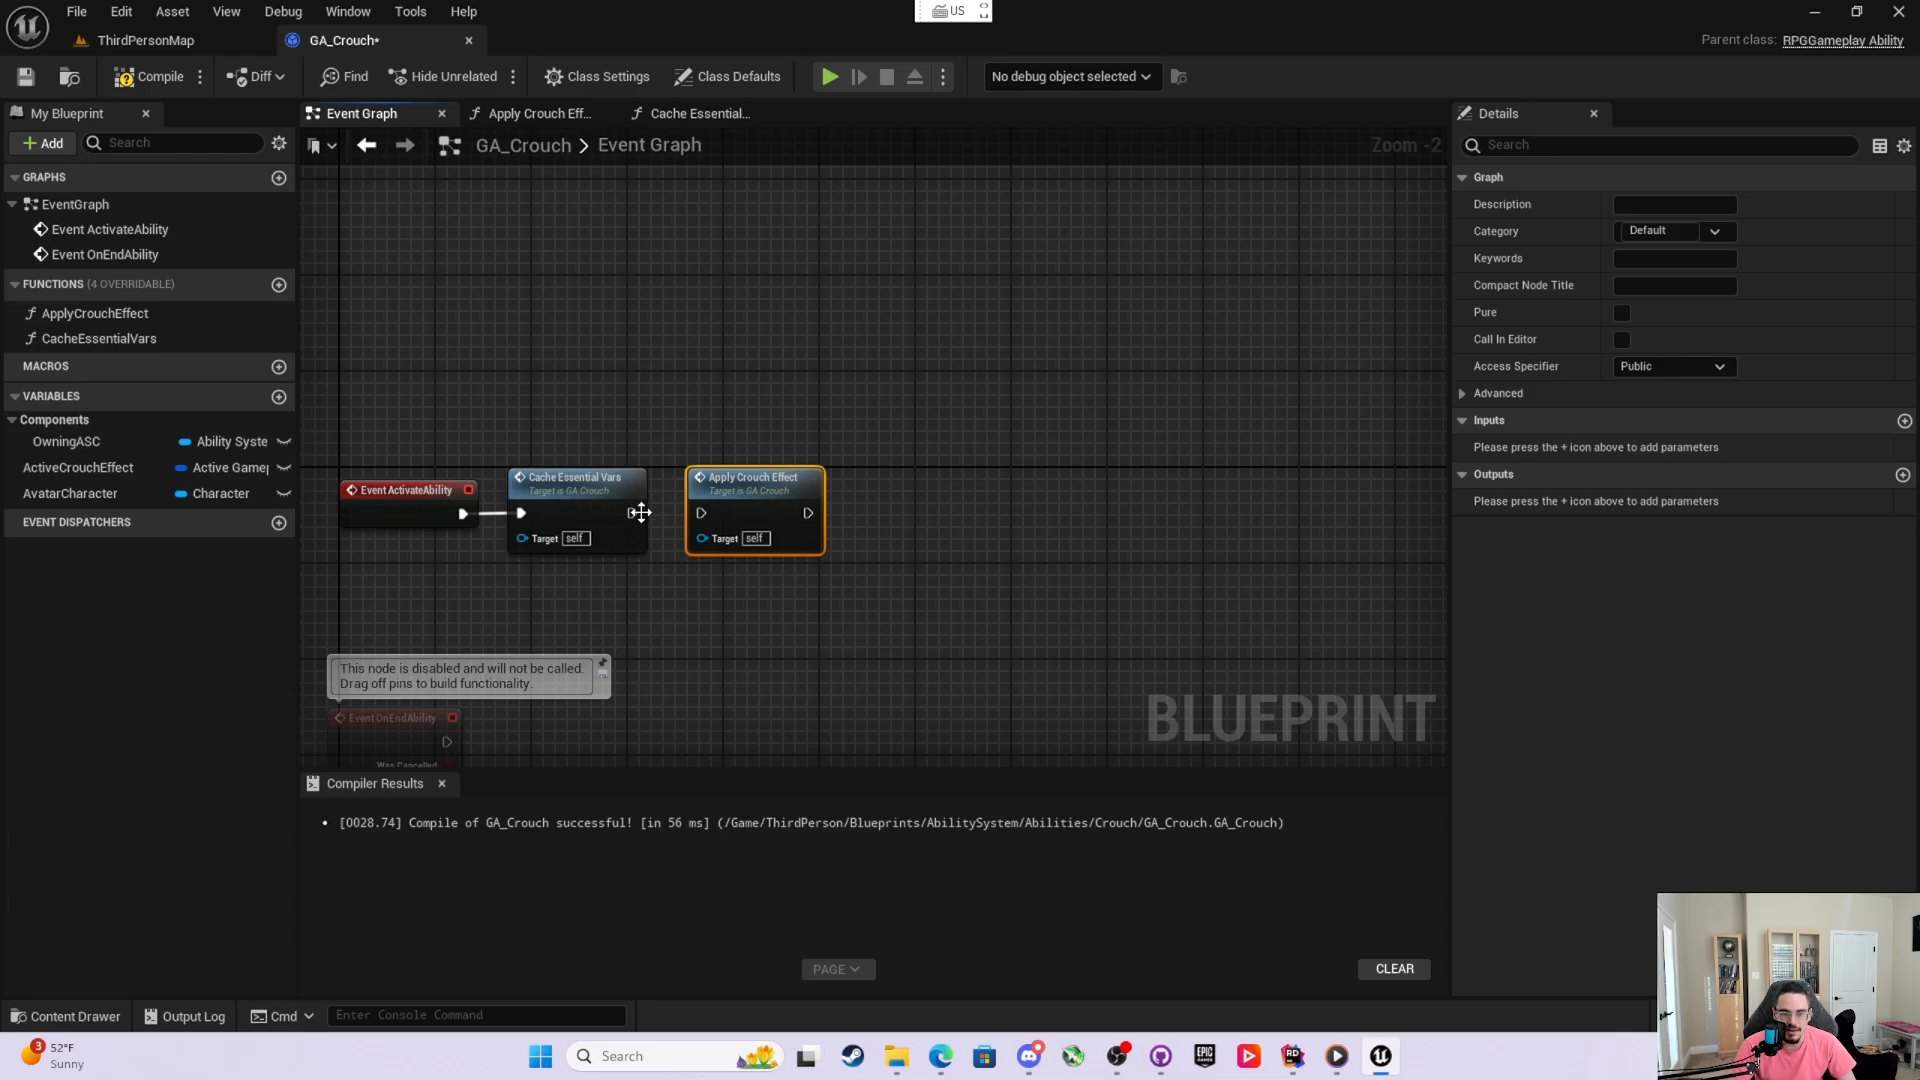 File Edit View Asset Debug Window Tools Help
US
ThirdPersonMap
GA_Crouch*
Parent class: RPGGameplay Ability
Compile
Diff
Find
Hide Unrelated
Class Settings
Class Defaults
No debug object selected
My Blueprint
Event Graph
Apply Crouch Eff...
Cache Essential...
Details
Add
Search
GA_Crouch > Event Graph
Zoom -2
Search
GRAPHS
EventGraph
Event ActivateAbility
Event OnEndAbility
FUNCTIONS (4 OVERRIDABLE)
ApplyCrouchEffect
CacheEssentialVars
MACROS
VARIABLES
Components
OwningASC Ability Syste
ActiveCrouchEffect Active Gamep
AvatarCharacter Character
EVENT DISPATCHERS
Event ActivateAbility
Cache Essential Vars
Target is GA Crouch
Target self
Apply Crouch Effect
Target is GA Crouch
Target self
This node is disabled and will not be called.
Drag off pins to build functionality.
Event OnEndAbility
Was Cancelled
BLUEPRINT
Graph
Description
Category Default
Keywords
Compact Node Title
Pure
Call In Editor
Access Specifier Public
Advanced
Inputs
Please press the + icon above to add parameters
Outputs
Please press the + icon above to add parameters
Compiler Results
[0028.74] Compile of GA_Crouch successful! [in 56 ms] (/Game/ThirdPerson/Blueprints/AbilitySystem/Abilities/Crouch/GA_Crouch.GA_Crouch)
PAGE
CLEAR
Content Drawer
Output Log
Cmd
Enter Console Command
3
52°F
Sunny
Search
EPIC
GAMES
RD